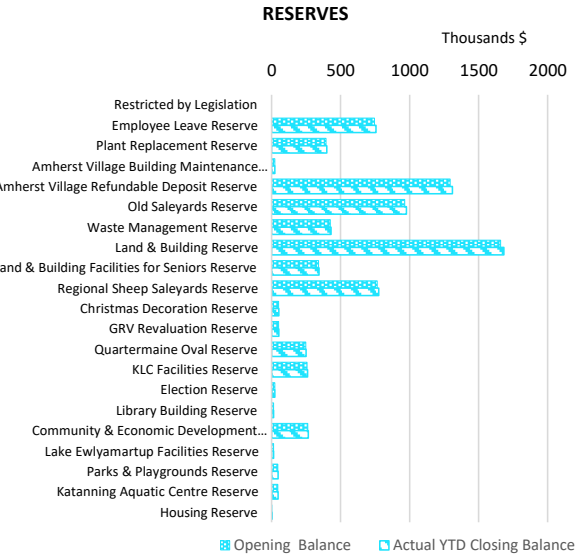 RESERVES
Thousands $
0 500 1000 1500 2000
Restricted by Legislation
Employee Leave Reserve
Plant Replacement Reserve
Amherst Village Building Maintenance...
Amherst Village Refundable Deposit Reserve
Old Saleyards Reserve
Waste Management Reserve
Land & Building Reserve
and & Building Facilities for Seniors Reserve
Regional Sheep Saleyards Reserve
Christmas Decoration Reserve
GRV Revaluation Reserve
Quartermaine Oval Reserve
KLC Facilities Reserve
Election Reserve
Library Building Reserve
Community & Economic Development...
Lake Ewlyamartup Facilities Reserve
Parks & Playgrounds Reserve
Katanning Aquatic Centre Reserve
Housing Reserve
Opening Balance Actual YTD Closing Balance